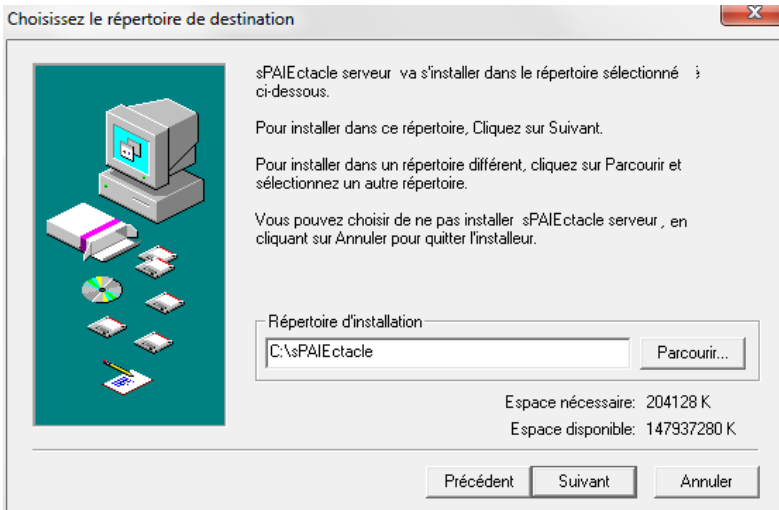 Choisissez le répertoire de destination
sPAIEctacle serveur va s'installer dans le répertoire sélectionné
ci-dessous.
Pour installer dans ce répertoire, Cliquez sur Suivant.
Pour installer dans un répertoire différent, cliquez sur Parcourir et
sélectionnez un autre répertoire.
Vous pouvez choisir de ne pas installer sPAIEctacle serveur, en
cliquant sur Annuler pour quitter l'installeur.
Répertoire d'installation
C:\sPAIEctacle
Parcourir...
Espace nécessaire: 204128 K
Espace disponible: 147937280 K
Précédent
Suivant
Annuler